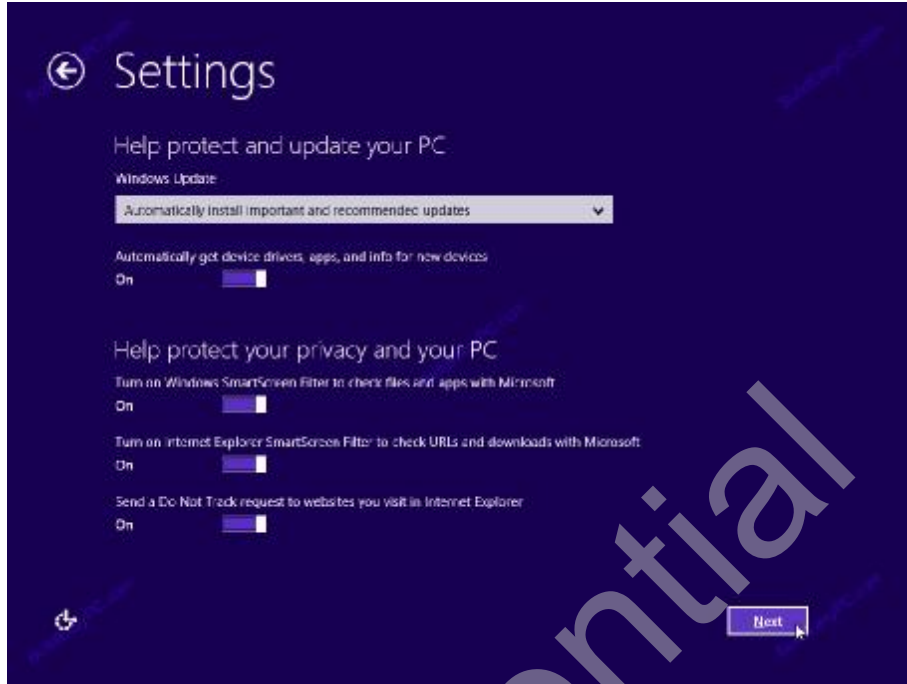 Settings
Help protect and update your PC
Windows Update
Automatically install important and recommended updates
Automatically get device drivers, apps, and info for new devices
On
Help protect your privacy and your PC
Turn on Windows SmartScreen Filter to check files and apps with Microsoft
On
Turn on Internet Explorer SmartScreen Filter to check URLs and downloads with Microsoft
On
Send a Do Not Track request to websites you visit in Internet Explorer
On
Next
ential